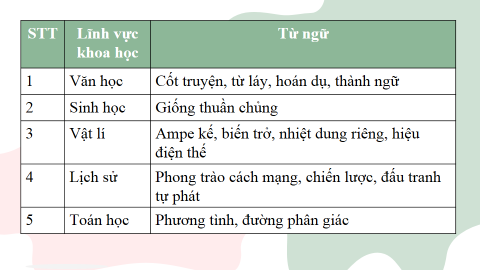 STT Lĩnh vực khoa học Từ ngữ
1 Văn học Cốt truyện, từ láy, hoán dụ, thành ngữ
2 Sinh học Giống thuần chủng
3 Vật lí Ampe kế, biến trở, nhiệt dung riêng, hiệu
điện thế
4 Lịch sử Phong trào cách mạng, chiến lược, đấu tranh
tự phát
5 Toán học Phương tình, đường phân giác